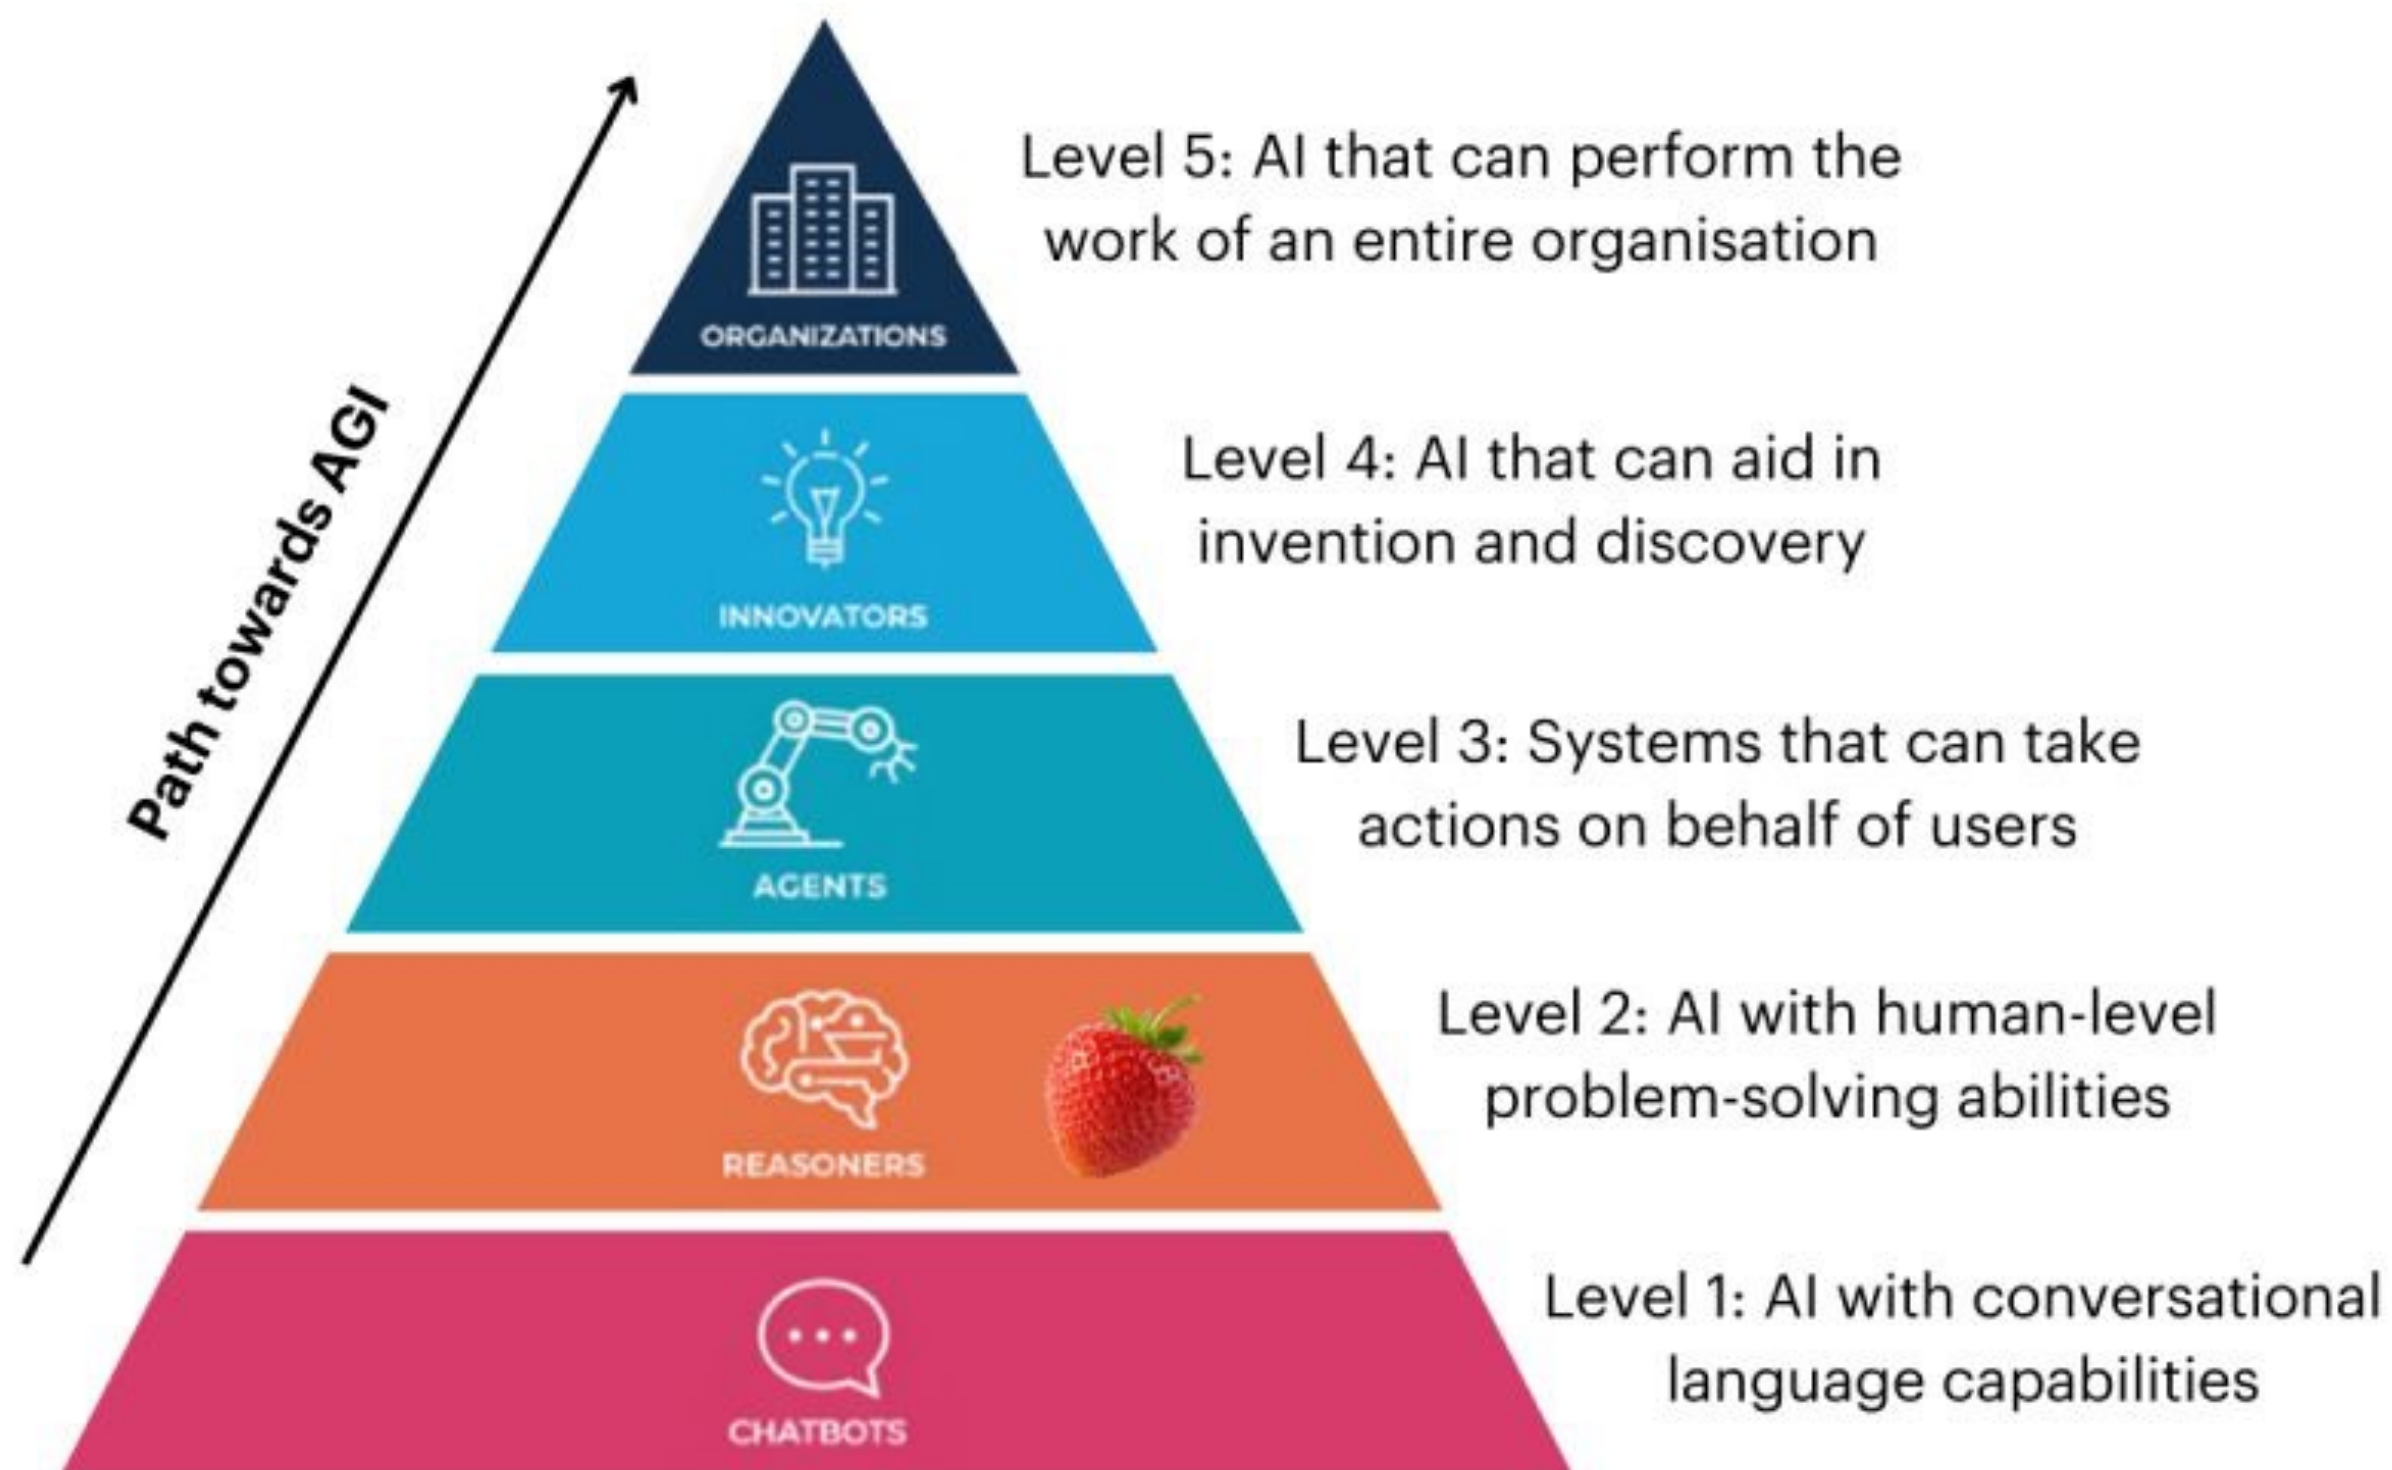 Path towards AGI
Level 5: AI that can perform the
work of an entire organisation
ORGANIZATIONS
Level 4: AI that can aid in
invention and discovery
INNOVATORS
Level 3: Systems that can take
actions on behalf of users
AGENTS
Level 2: AI with human-level
problem-solving abilities
REASONERS
Level 1: AI with conversational
language capabilities
CHATBOTS